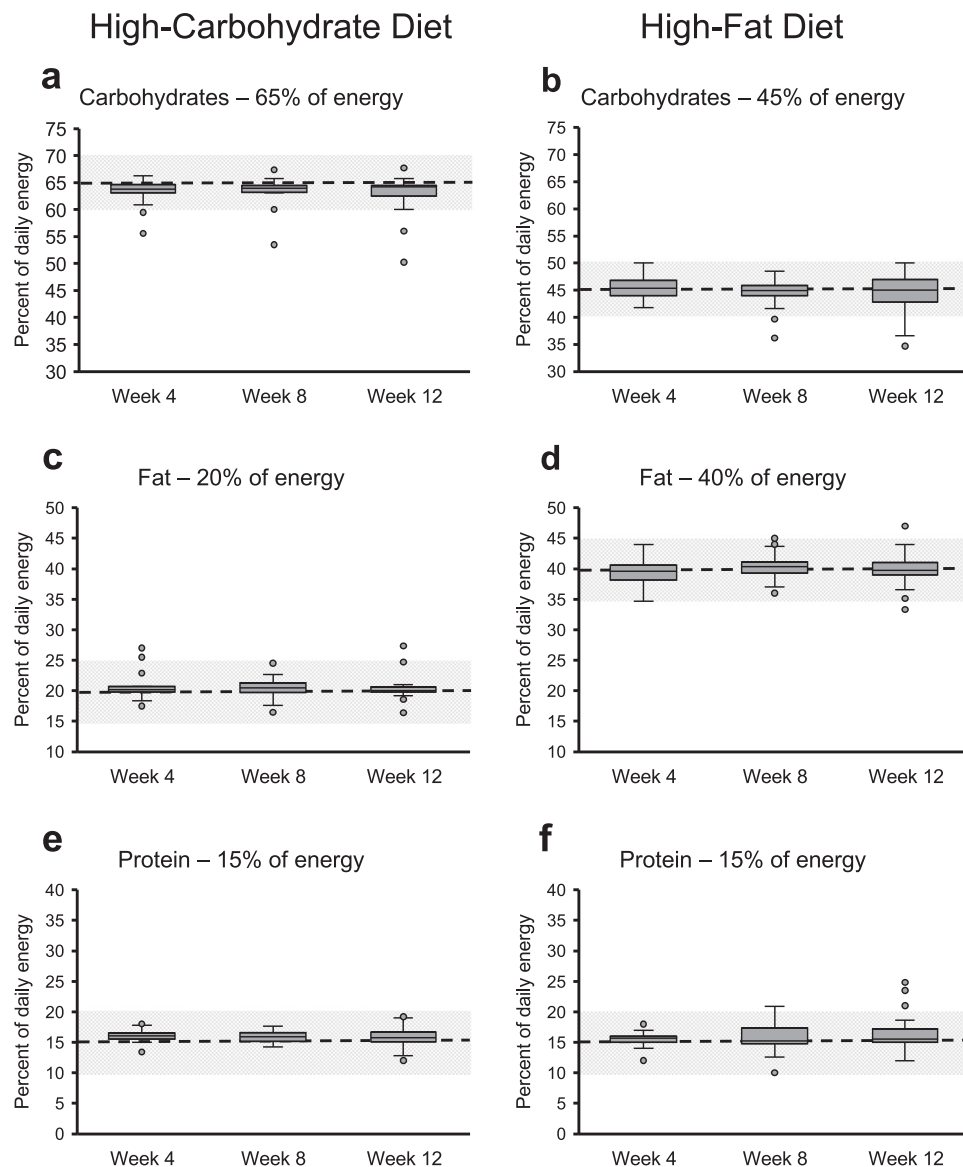 High-Carbohydrate Diet
High-Fat Diet
a
Carbohydrates – 65% of energy
Percent of daily energy
75
70
65
60
55
50
45
40
35
30
Week 4
Week 8
Week 12
b
Carbohydrates – 45% of energy
Percent of daily energy
75
70
65
60
55
50
45
40
35
30
Week 4
Week 8
Week 12
c
Fat – 20% of energy
Percent of daily energy
50
45
40
35
30
25
20
15
10
Week 4
Week 8
Week 12
d
Fat – 40% of energy
Percent of daily energy
50
45
40
35
30
25
20
15
10
Week 4
Week 8
Week 12
e
Protein – 15% of energy
Percent of daily energy
40
35
30
25
20
15
10
5
0
Week 4
Week 8
Week 12
f
Protein – 15% of energy
Percent of daily energy
40
35
30
25
20
15
10
5
0
Week 4
Week 8
Week 12